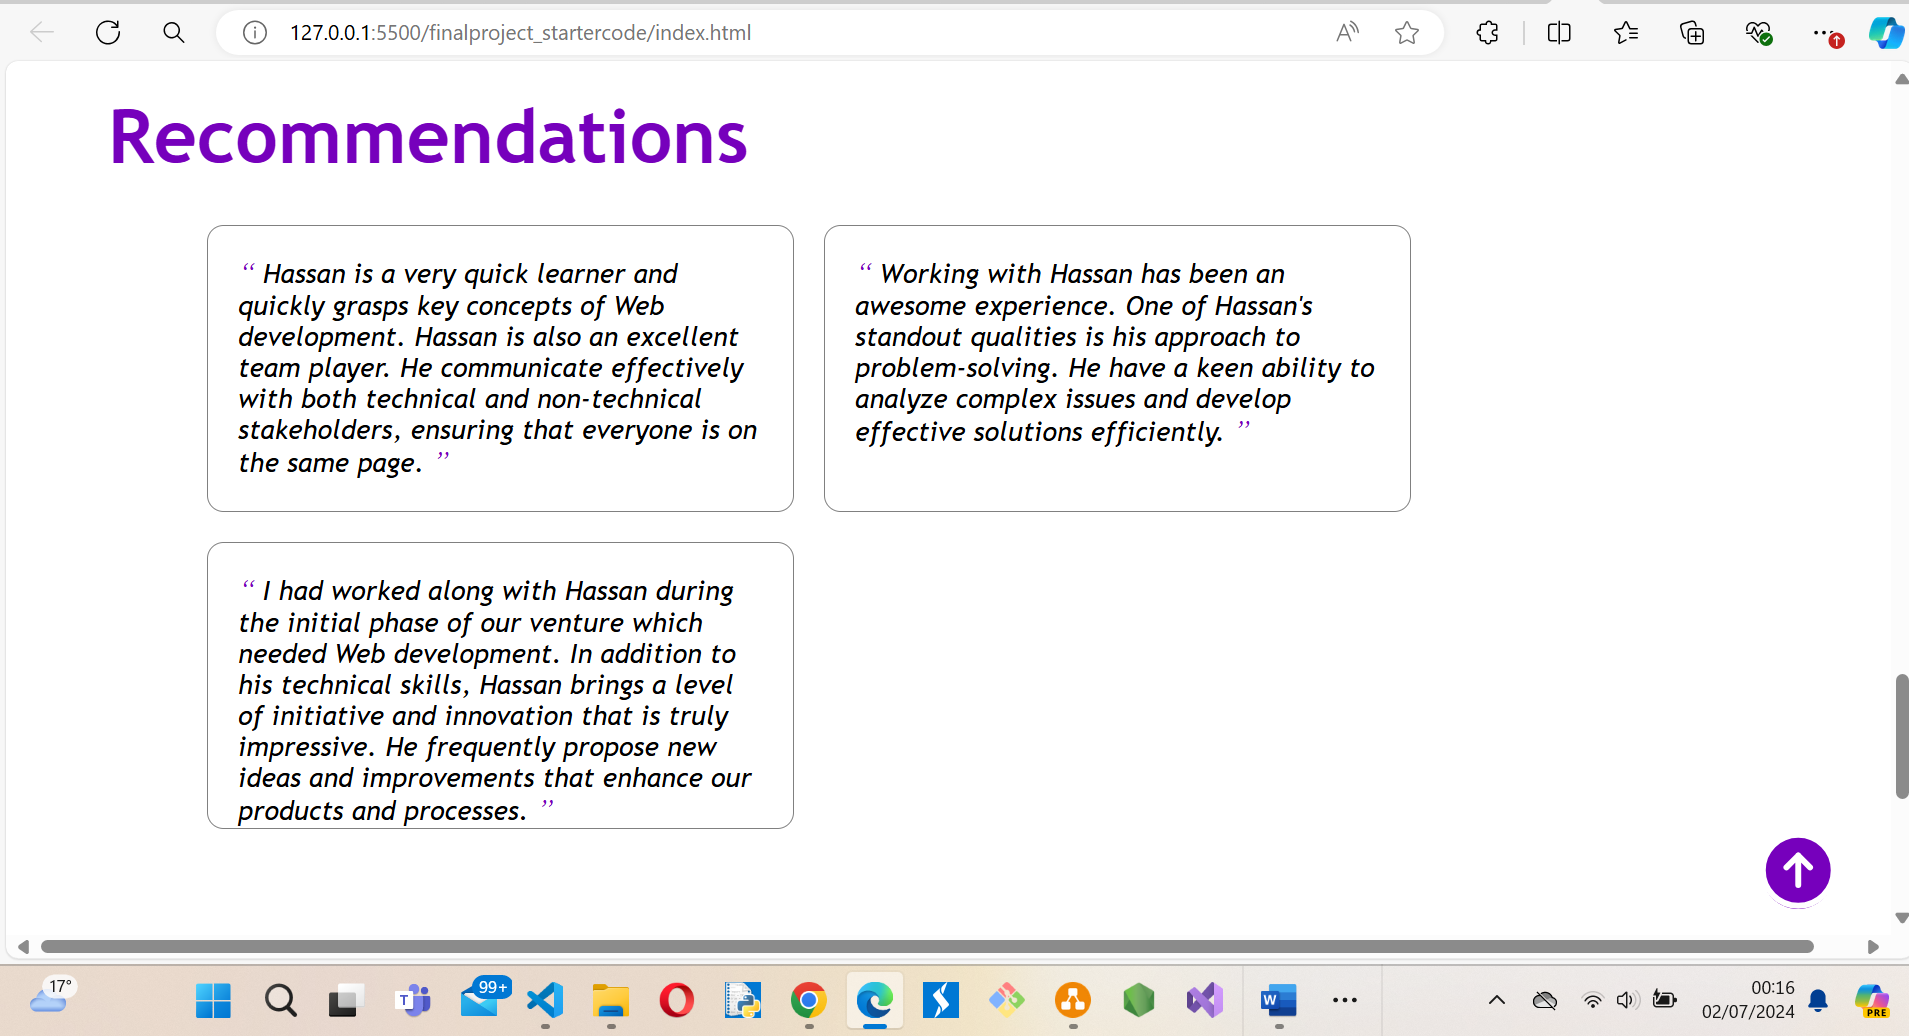 127.0.0.1:5500/finalproject_startercode/index.html
Recommendations
“ Hassan is a very quick learner and
quickly grasps key concepts of Web
development. Hassan is also an excellent
team player. He communicate effectively
with both technical and non-technical
stakeholders, ensuring that everyone is on
the same page. ”
“ Working with Hassan has been an
awesome experience. One of Hassan's
standout qualities is his approach to
problem-solving. He have a keen ability to
analyze complex issues and develop
effective solutions efficiently. ”
“ I had worked along with Hassan during
the initial phase of our venture which
needed Web development. In addition to
his technical skills, Hassan brings a level
of initiative and innovation that is truly
impressive. He frequently propose new
ideas and improvements that enhance our
products and processes. ”
17°
99+
00:16
02/07/2024
PRE